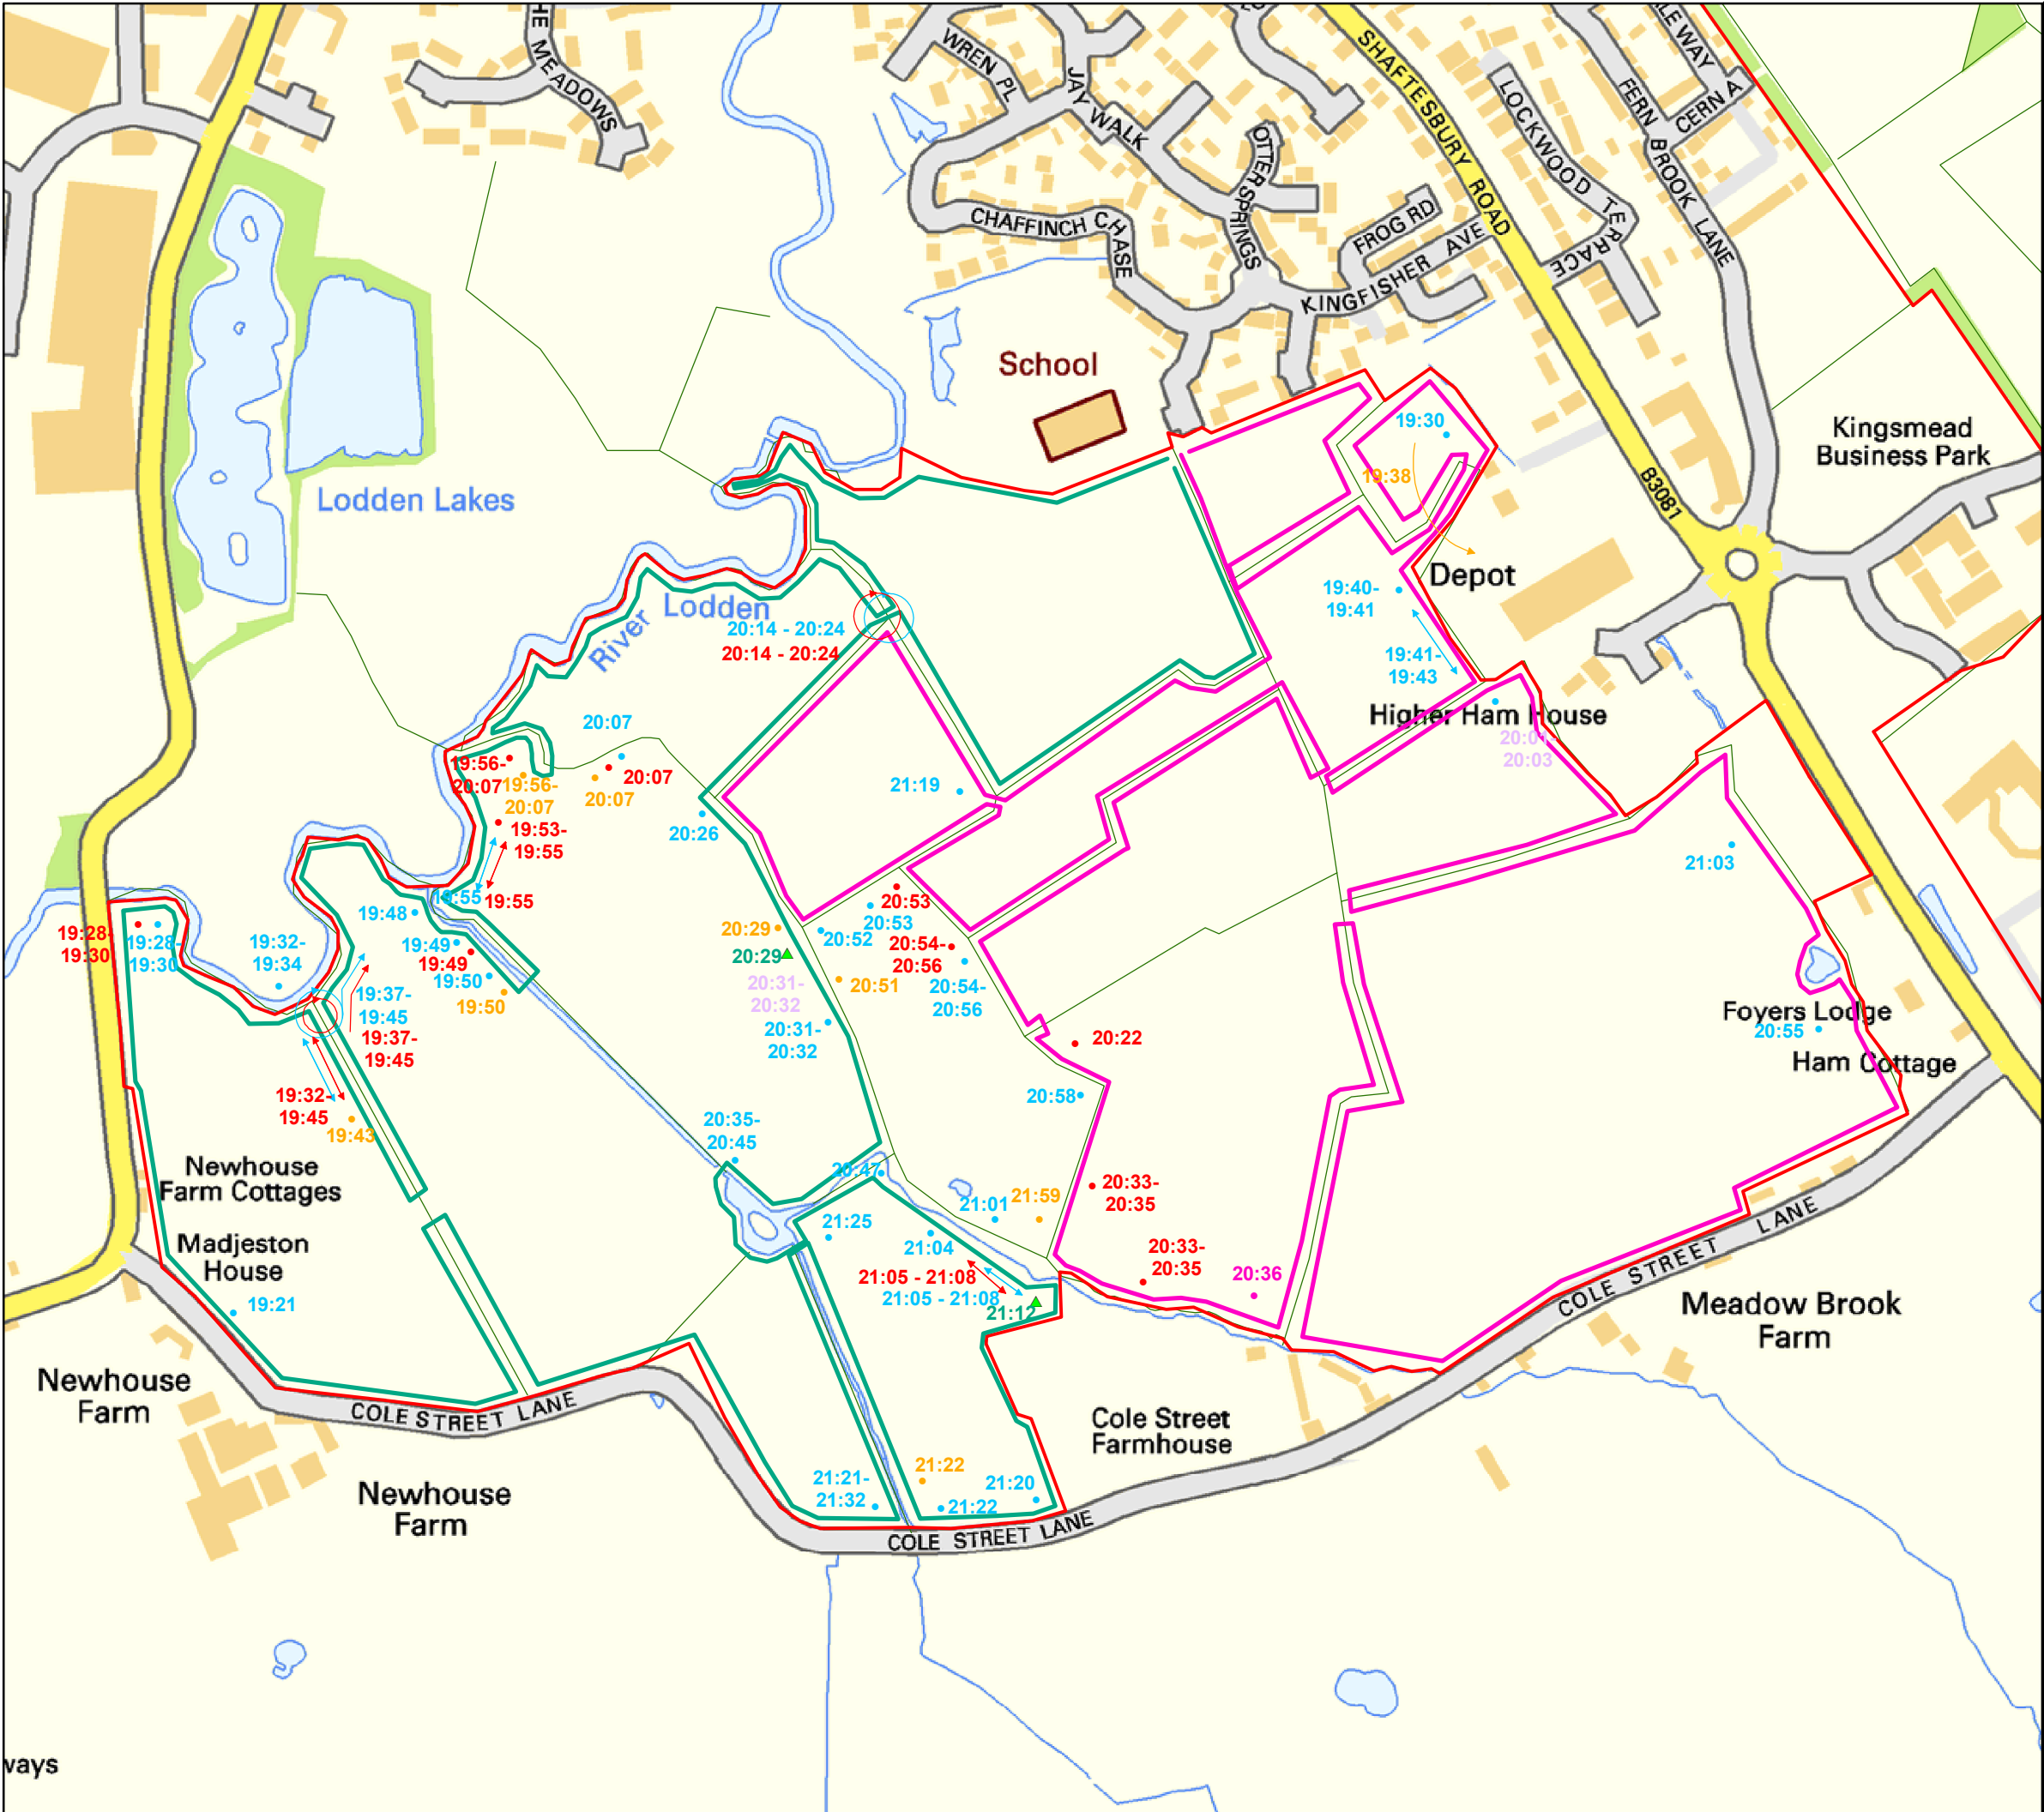 THE MEADOWS
WREN PL
JAY WALK
OTTER SPRINGS
CHAFFINCH CHASE
FROG RD
KINGFISHER AVE
SHAFTESBURY ROAD
LOCKWOOD TERRACE
FERN BROOK LANE
CERN A
LEWAY
School
Kingsmead
Business Park
B3081
Lodden Lakes
19:30
19:38
Depot
River Lodden
19:40-
19:41
20:14 - 20:24
20:14 - 20:24
19:41-
19:43
Higher Ham House
20:01-
20:03
20:07
19:56-
20:07
19:56-
20:07
20:07
20:07
21:19
20:26
19:53-
19:55
21:03
19:55
19:55
19:48
20:53
20:53
19:28-
19:30
19:28-
19:30
19:32-
19:34
19:49
19:49
19:50
19:50
20:29
20:29
20:52
20:54-
20:56
20:54-
20:56
20:51
20:31-
20:32
20:31-
20:32
19:37-
19:45
19:37-
19:45
20:22
Foyers Lodge
20:55
Ham Cottage
19:32-
19:45
19:43
20:58
20:35-
20:45
20:47
Newhouse
Farm Cottages
20:33-
20:35
21:01
21:59
21:25
21:04
Madjeston
House
20:33-
20:35
21:05 - 21:08
21:05 - 21:08
21:12
20:36
19:21
COLE STREET LANE
Meadow Brook
Farm
Newhouse
Farm
COLE STREET LANE
Cole Street
Farmhouse
21:21-
21:32
21:22
21:20
21:22
Newhouse
Farm
COLE STREET LANE
ways